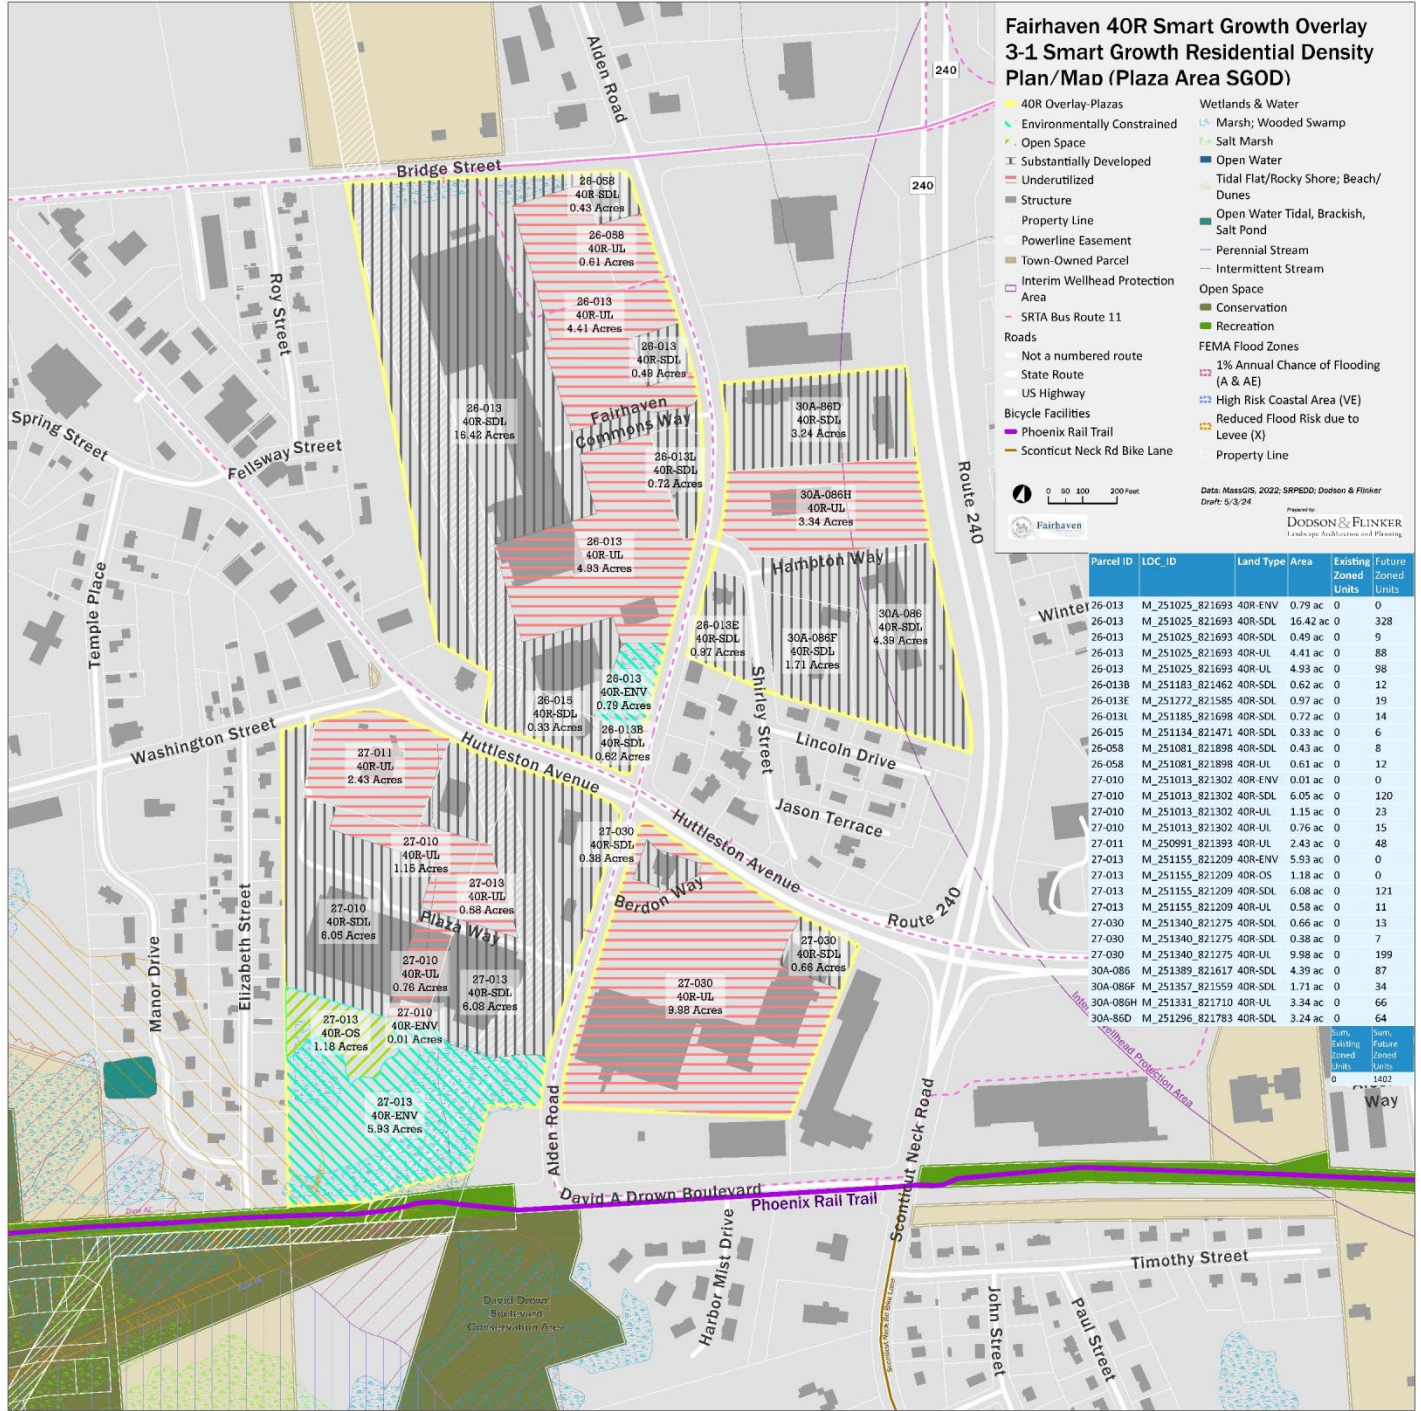 Fairhaven 40R Smart Growth Overlay
3-1 Smart Growth Residential Density
Plan/Map (Plaza Area SGOD)
40R Overlay-Plazas
Environmentally Constrained
Open Space
Substantially Developed
Underutilized
Structure
Property Line
Powerline Easement
Town-Owned Parcel
Interim Wellhead Protection
Area
SRTA Bus Route 11
Roads
Not a numbered route
State Route
US Highway
Bicycle Facilities
Phoenix Rail Trail
Sconticut Neck Rd Bike Lane
Wetlands & Water
Marsh; Wooded Swamp
Salt Marsh
Open Water
Tidal Flat/Rocky Shore; Beach/
Dunes
Open Water Tidal, Brackish,
Salt Pond
Perennial Stream
Intermittent Stream
Open Space
Conservation
Recreation
FEMA Flood Zones
1% Annual Chance of Flooding
(A & AE)
High Risk Coastal Area (VE)
Reduced Flood Risk due to
Levee (X)
Property Line
0 50 100 200 Feet
Data: MassGIS, 2022; SRPEDD; Dodson & Flinker
Draft: 5/3/24
Fairhaven
Prepared by:
DODSON & FLINKER
Landscape Architecture and Planning
Parcel ID LOC_ID Land Type Area Existing Zoned Units Future Zoned Units
26-013 M_251025_821693 40R-ENV 0.79 ac 0 0
26-013 M_251025_821693 40R-SDL 16.42 ac 0 328
26-013 M_251025_821693 40R-SDL 0.49 ac 0 9
26-013 M_251025_821693 40R-UL 4.41 ac 0 88
26-013 M_251025_821693 40R-UL 4.93 ac 0 98
26-013B M_251183_821462 40R-SDL 0.62 ac 0 12
26-013E M_251272_821585 40R-SDL 0.97 ac 0 19
26-013L M_251185_821698 40R-SDL 0.72 ac 0 14
26-015 M_251134_821471 40R-SDL 0.33 ac 0 6
26-058 M_251081_821898 40R-SDL 0.43 ac 0 8
26-058 M_251081_821898 40R-UL 0.61 ac 0 12
27-010 M_251013_821302 40R-ENV 0.01 ac 0 0
27-010 M_251013_821302 40R-SDL 6.05 ac 0 120
27-010 M_251013_821302 40R-UL 1.15 ac 0 23
27-010 M_251013_821302 40R-UL 0.76 ac 0 15
27-011 M_250991_821393 40R-UL 2.43 ac 0 48
27-013 M_251155_821209 40R-ENV 5.93 ac 0 0
27-013 M_251155_821209 40R-OS 1.18 ac 0 0
27-013 M_251155_821209 40R-SDL 6.08 ac 0 121
27-013 M_251155_821209 40R-UL 0.58 ac 0 11
27-030 M_251340_821275 40R-SDL 0.66 ac 0 13
27-030 M_251340_821275 40R-SDL 0.38 ac 0 7
27-030 M_251340_821275 40R-UL 9.98 ac 0 199
30A-086 M_251389_821617 40R-SDL 4.39 ac 0 87
30A-086F M_251357_821559 40R-SDL 1.71 ac 0 34
30A-086H M_251331_821710 40R-UL 3.34 ac 0 66
30A-86D M_251296_821783 40R-SDL 3.24 ac 0 64
Sum, Existing Zoned Units Sum, Future Zoned Units
0 1402
240
240
Alden Road
Bridge Street
Roy Street
Spring Street
Fellsway Street
Temple Place
Washington Street
Huttleston Avenue
Fairhaven
Commons Way
Hampton Way
Route 240
Winter
Shirley Street
Lincoln Drive
Jason Terrace
Huttleston Avenue
Route 240
Berdon Way
Plaza Way
Elizabeth Street
Manor Drive
Alden Road
David A Drown Boulevard
Phoenix Rail Trail
Sconticut Neck Road
Sconticut Neck Rd Bike Lane
Harbor Mist Drive
Timothy Street
John Street
Paul Street
Way
Wellhead Protection Area
David Drown
Boulevard
Conservation Area
Zone AE
26-058
40R-SDL
0.43 Acres
26-058
40R-UL
0.61 Acres
26-013
40R-UL
4.41 Acres
26-013
40R-SDL
0.49 Acres
26-013
40R-SDL
16.42 Acres
26-013L
40R-SDL
0.72 Acres
26-013
40R-UL
4.93 Acres
26-013
40R-ENV
0.79 Acres
26-015
40R-SDL
0.33 Acres
26-013B
40R-SDL
0.62 Acres
30A-86D
40R-SDL
3.24 Acres
30A-086H
40R-UL
3.34 Acres
26-013E
40R-SDL
0.97 Acres
30A-086F
40R-SDL
1.71 Acres
30A-086
40R-SDL
4.39 Acres
27-011
40R-UL
2.43 Acres
27-010
40R-UL
1.15 Acres
27-013
40R-UL
0.58 Acres
27-010
40R-SDL
6.05 Acres
27-010
40R-UL
0.76 Acres
27-013
40R-SDL
6.08 Acres
27-010
40R-ENV
0.01 Acres
27-013
40R-OS
1.18 Acres
27-013
40R-ENV
5.93 Acres
27-030
40R-SDL
0.38 Acres
27-030
40R-SDL
0.66 Acres
27-030
40R-UL
9.98 Acres